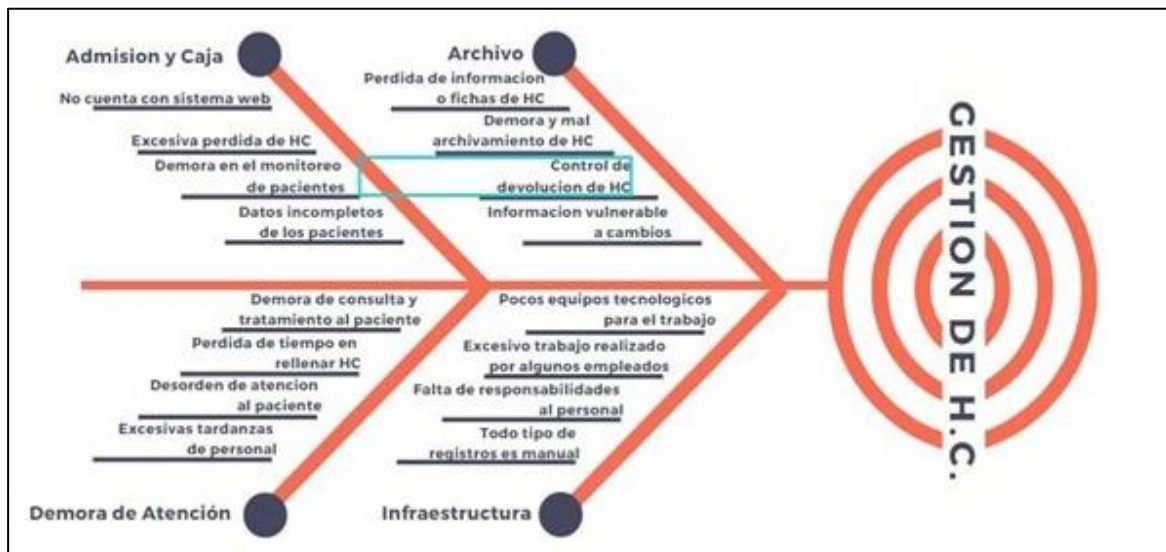 Admision y Caja
No cuenta con sistema web
Excesiva perdida de HC
Demora en el monitoreo
de pacientes
Datos incompletos
de los pacientes
Archivo
Perdida de informacion
o fichas de HC
Demora y mal
archivamiento de HC
Control de
devolucion de HC
Informacion vulnerable
a cambios
Demora de consulta y
tratamiento al paciente
Perdida de tiempo en
rellenar HC
Desorden de atencion
al paciente
Excesivas tardanzas
de personal
Demora de Atención
Pocos equipos tecnologicos
para el trabajo
Excesivo trabajo realizado
por algunos empleados
Falta de responsabilidades
al personal
Todo tipo de
registros es manual
Infraestructura
GESTION DE H.C.